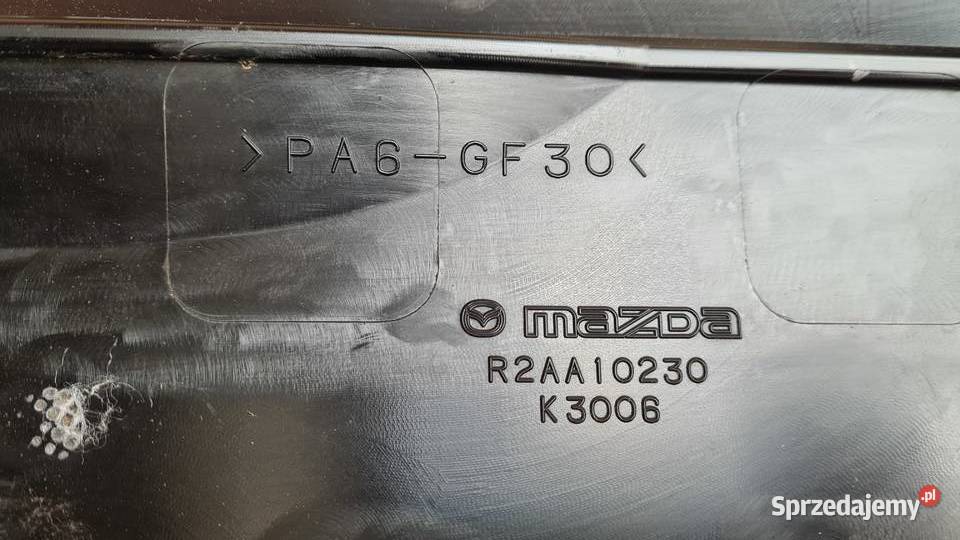 >PA6-GF30<
mazda
R2AA10230
K3006
Sprzedajemy.pl